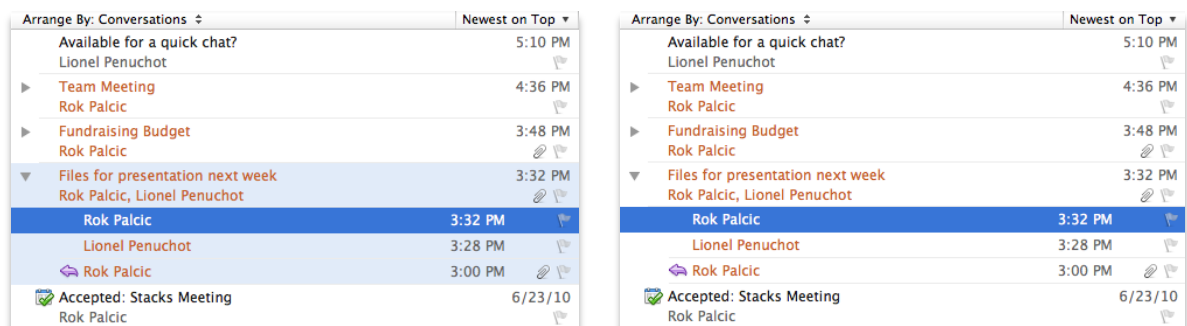 Arrange By: Conversations Newest on Top
Available for a quick chat? 5:10 PM
Lionel Penuchot
Team Meeting 4:36 PM
Rok Palcic
Fundraising Budget 3:48 PM
Rok Palcic
Files for presentation next week 3:32 PM
Rok Palcic, Lionel Penuchot
Rok Palcic 3:32 PM
Lionel Penuchot 3:28 PM
Rok Palcic 3:00 PM
Accepted: Stacks Meeting 6/23/10
Rok Palcic
Arrange By: Conversations Newest on Top
Available for a quick chat? 5:10 PM
Lionel Penuchot
Team Meeting 4:36 PM
Rok Palcic
Fundraising Budget 3:48 PM
Rok Palcic
Files for presentation next week 3:32 PM
Rok Palcic, Lionel Penuchot
Rok Palcic 3:32 PM
Lionel Penuchot 3:28 PM
Rok Palcic 3:00 PM
Accepted: Stacks Meeting 6/23/10
Rok Palcic